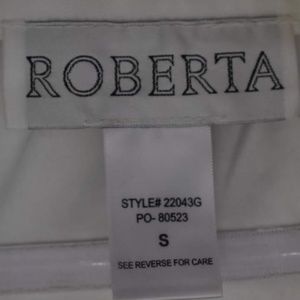 ROBERTA
STYLE# 22043G
PO- 80523
S
SEE REVERSE FOR CARE